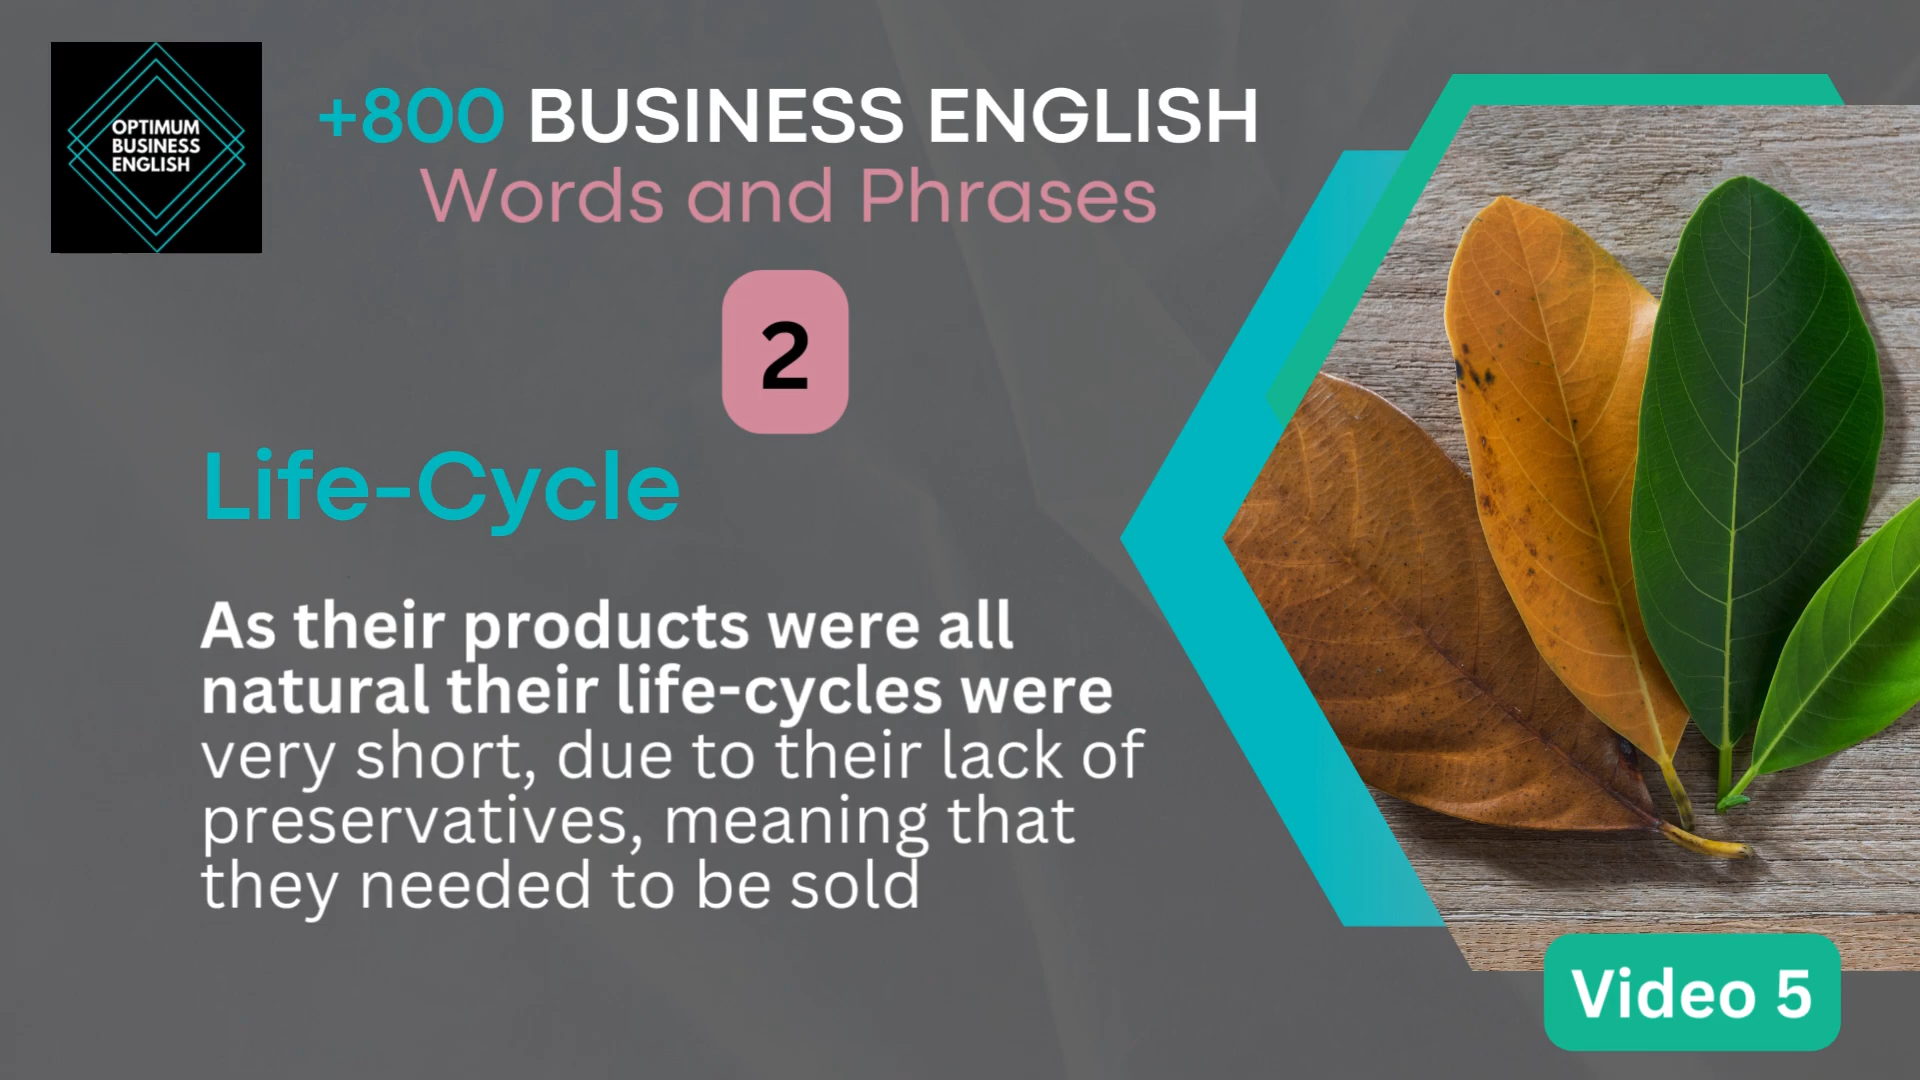 OPTIMUM
BUSINESS
ENGLISH
+800 BUSINESS ENGLISH
Words and Phrases
2
Life-Cycle
As their products were all
natural their life-cycles were
very short, due to their lack of
preservatives, meaning that
they needed to be sold
Video 5